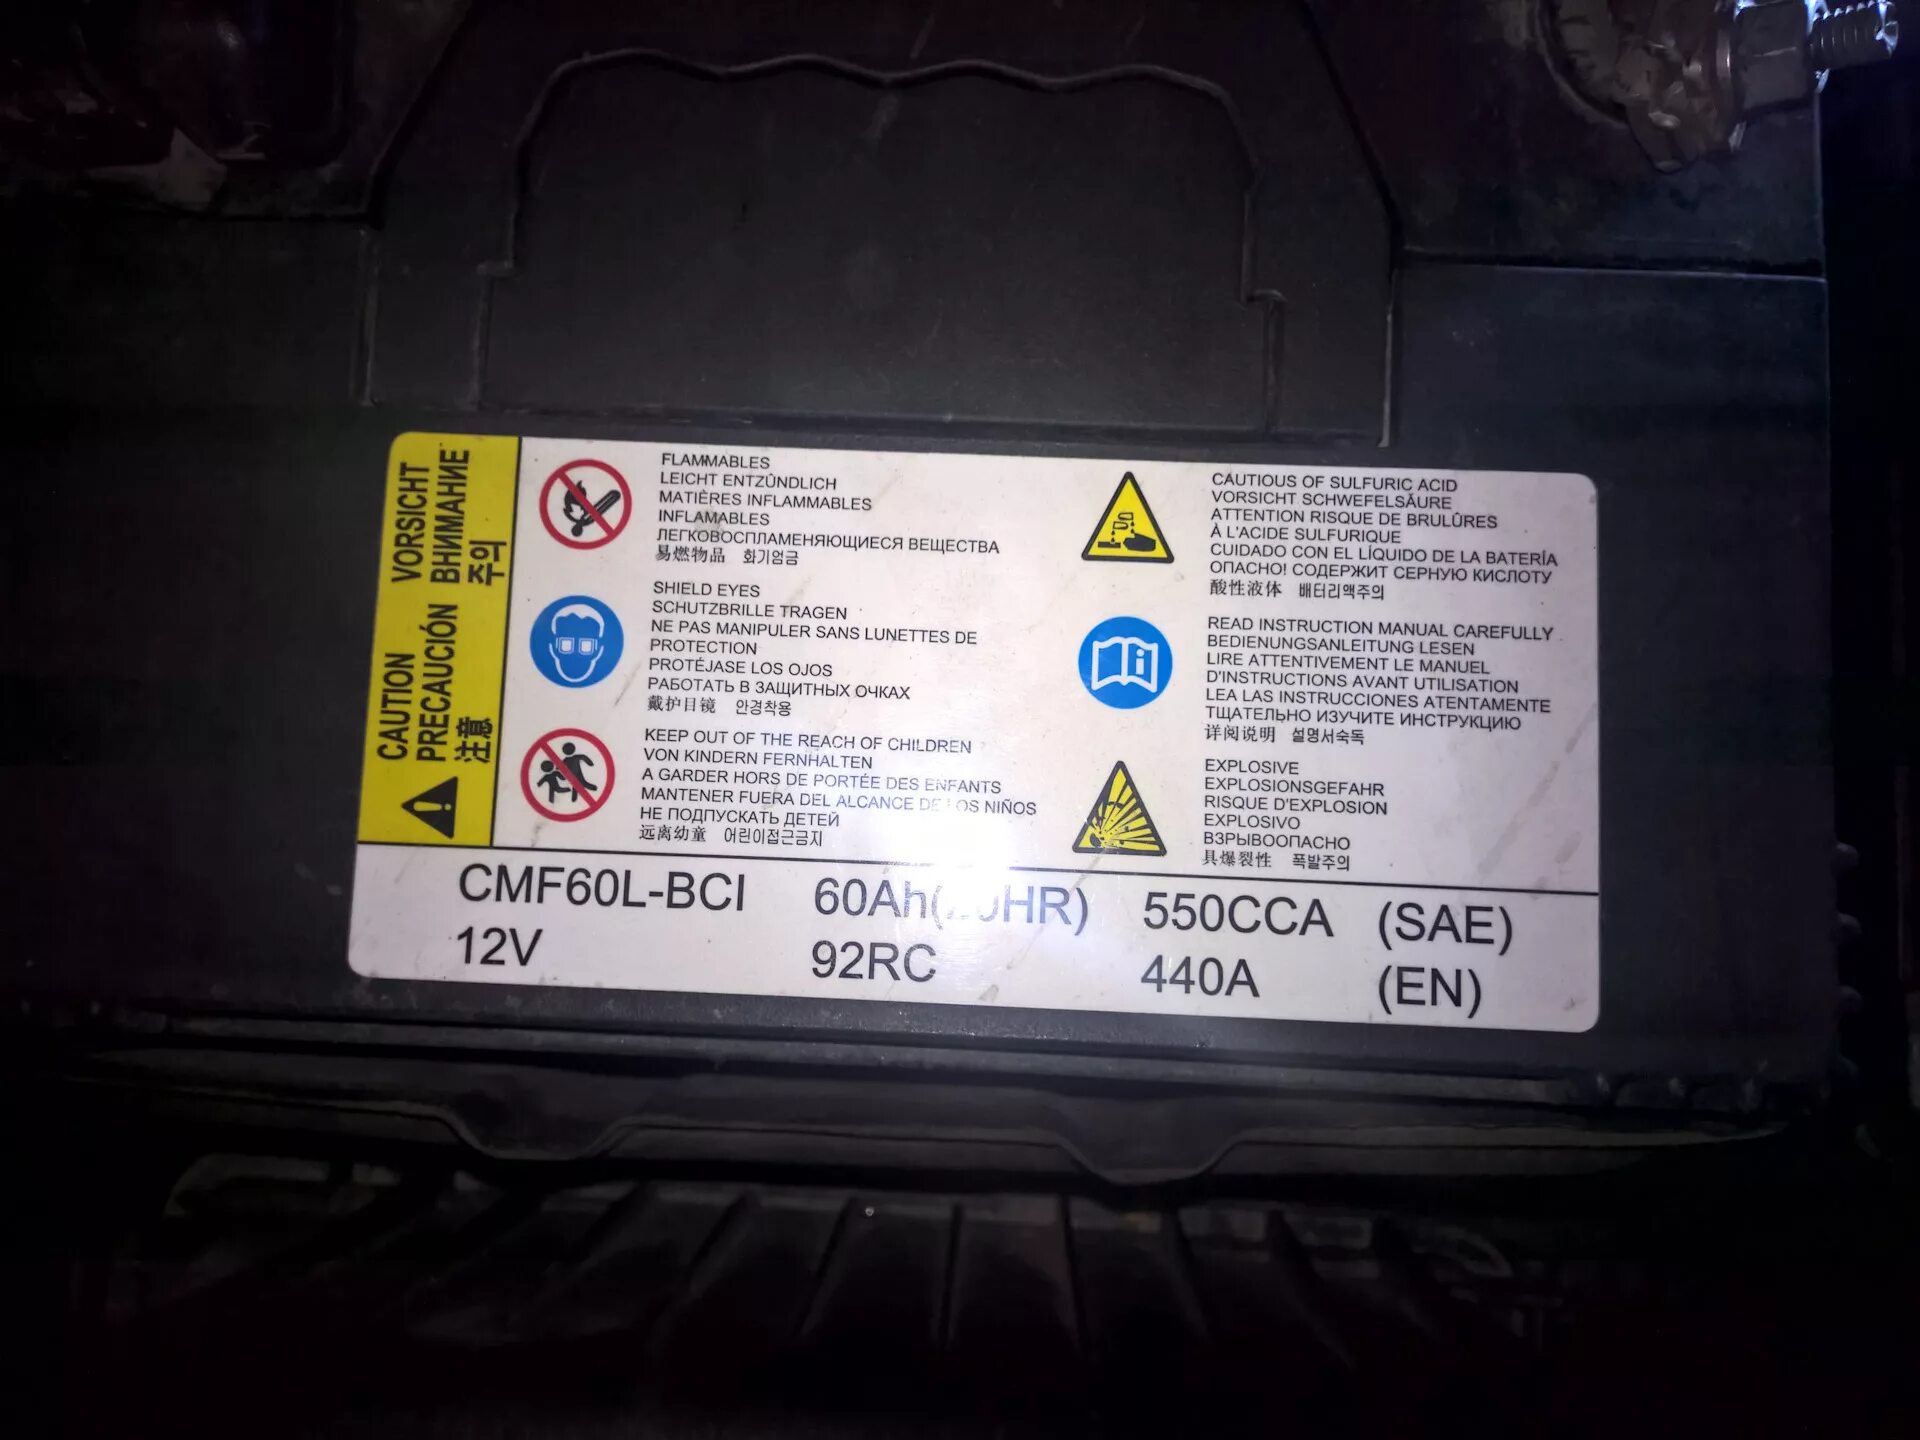 CAUTION VORSICHT
PRECAUCIÓN ВНИМАНИЕ
注意 주의
FLAMMABLES
LEICHT ENTZÛNDLICH
MATIÈRES INFLAMMABLES
INFLAMABLES
ЛЕГКОВОСПЛАМЕНЯЮЩИЕСЯ ВЕЩЕСТВА
易燃物品 화기엄금
SHIELD EYES
SCHUTZBRILLE TRAGEN
NE PAS MANIPULER SANS LUNETTES DE
PROTECTION
PROTÉJASE LOS OJOS
РАБОТАТЬ В ЗАЩИТНЫХ ОЧКАХ
戴护目镜 안경착용
KEEP OUT OF THE REACH OF CHILDREN
VON KINDERN FERNHALTEN
A GARDER HORS DE PORTÉE DES ENFANTS
MANTENER FUERA DEL ALCANCE DE LOS NIÑOS
НЕ ПОДПУСКАТЬ ДЕТЕЙ
远离幼童 어린이접근금지
CAUTIOUS OF SULFURIC ACID
VORSICHT SCHWEFELSÄURE
ATTENTION RISQUE DE BRULÛRES
À L'ACIDE SULFURIQUE
CUIDADO CON EL LÍQUIDO DE LA BATERÍA
ОПАСНО! СОДЕРЖИТ СЕРНУЮ КИСЛОТУ
酸性液体 배터리액주의
READ INSTRUCTION MANUAL CAREFULLY
BEDIENUNGSANLEITUNG LESEN
LIRE ATTENTIVEMENT LE MANUEL
D'INSTRUCTIONS AVANT UTILISATION
LEA LAS INSTRUCCIONES ATENTAMENTE
ТЩАТЕЛЬНО ИЗУЧИТЕ ИНСТРУКЦИЮ
详阅说明 설명서숙독
EXPLOSIVE
EXPLOSIONSGEFAHR
RISQUE D'EXPLOSION
EXPLOSIVO
ВЗРЫВООПАСНО
具爆裂性 폭발주의
CMF60L-BCI 60Ah(20HR) 550CCA (SAE)
12V 92RC 440A (EN)